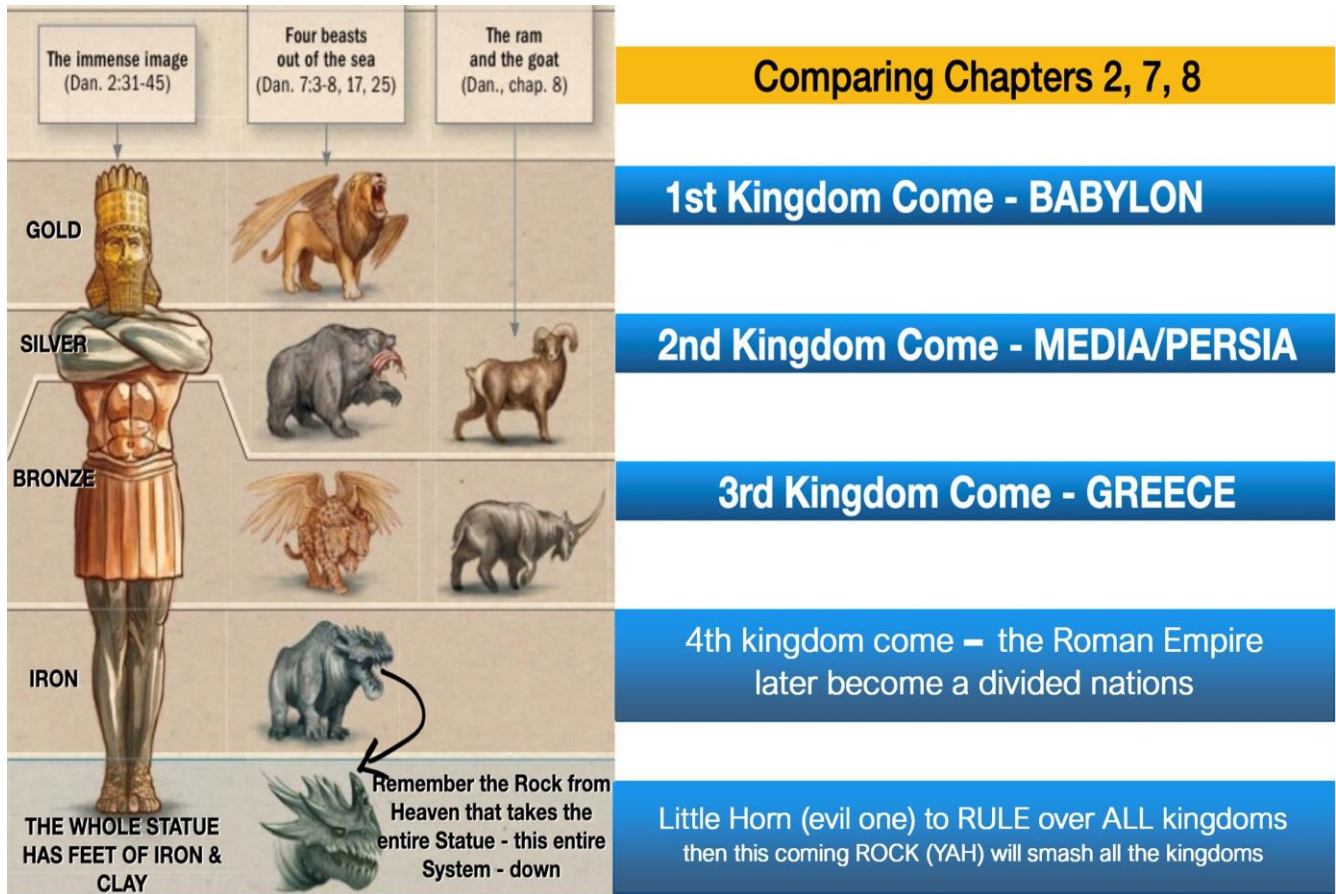 The immense image
(Dan. 2:31-45)
Four beasts
out of the sea
(Dan. 7:3-8, 17, 25)
The ram
and the goat
(Dan., chap. 8)
Comparing Chapters 2, 7, 8
GOLD
1st Kingdom Come - BABYLON
SILVER
2nd Kingdom Come - MEDIA/PERSIA
BRONZE
3rd Kingdom Come - GREECE
IRON
4th kingdom come – the Roman Empire
later become a divided nations
THE WHOLE STATUE
HAS FEET OF IRON &
CLAY
Remember the Rock from
Heaven that takes the
entire Statue - this entire
System - down
Little Horn (evil one) to RULE over ALL kingdoms
then this coming ROCK (YAH) will smash all the kingdoms